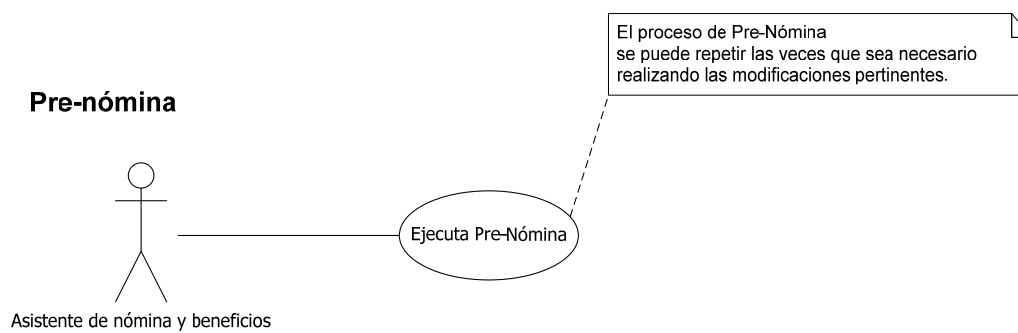 El proceso de Pre-Nómina
se puede repetir las veces que sea necesario
realizando las modificaciones pertinentes.
Pre-nómina
Ejecuta Pre-Nómina
Asistente de nómina y beneficios